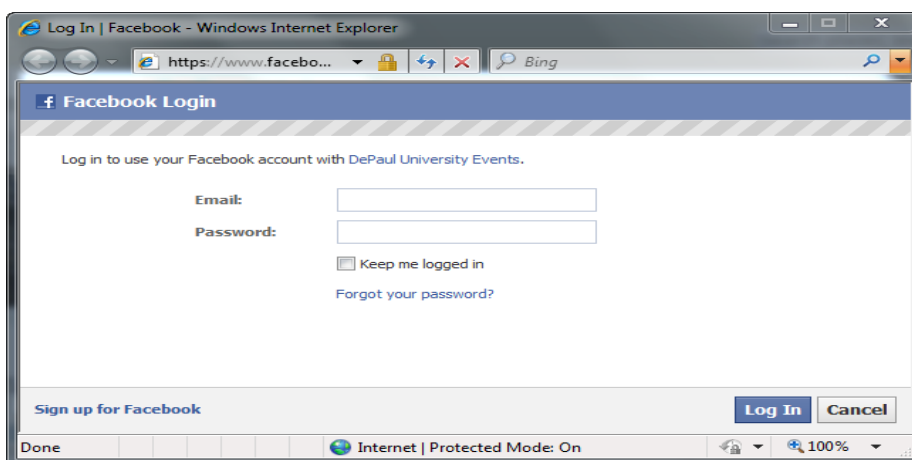 Log In | Facebook - Windows Internet Explorer
https://www.facebo... Bing
f Facebook Login
Log in to use your Facebook account with DePaul University Events.
Email:
Password:
Keep me logged in
Forgot your password?
Sign up for Facebook Log In Cancel
Done Internet | Protected Mode: On 100%